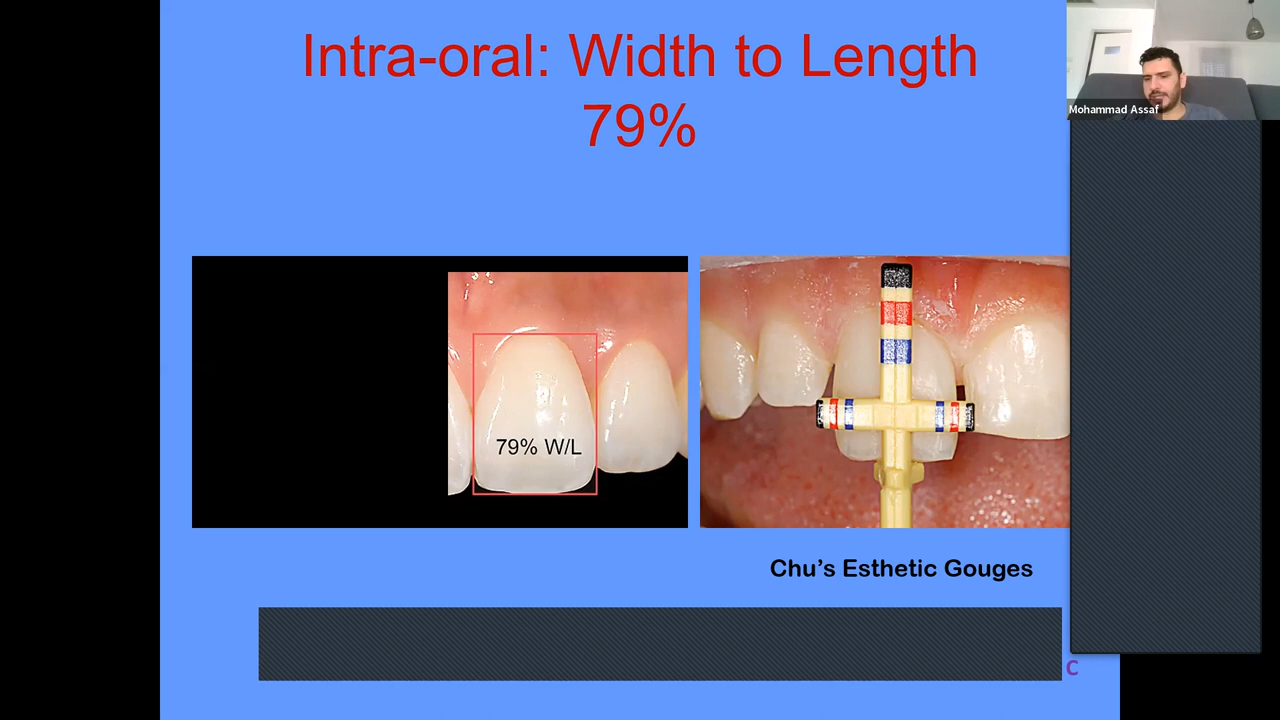 Intra-oral: Width to Length
79%
Mohammad Assaf
79% W/L
Chu’s Esthetic Gouges
C